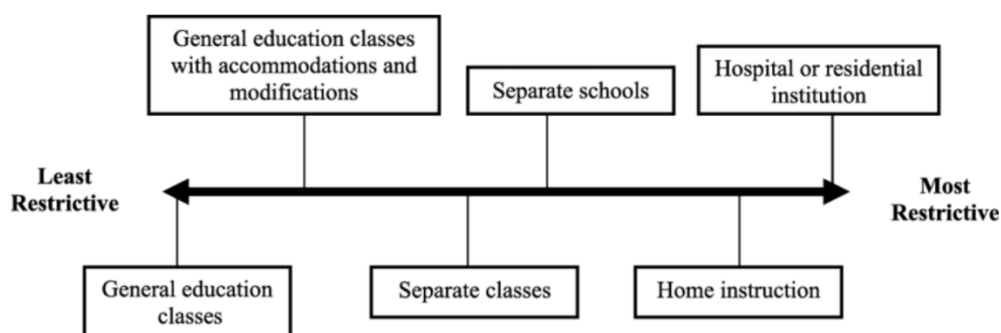 General education classes
with accommodations and
modifications
Separate schools
Hospital or residential
institution
Least
Restrictive
Most
Restrictive
General education
classes
Separate classes
Home instruction